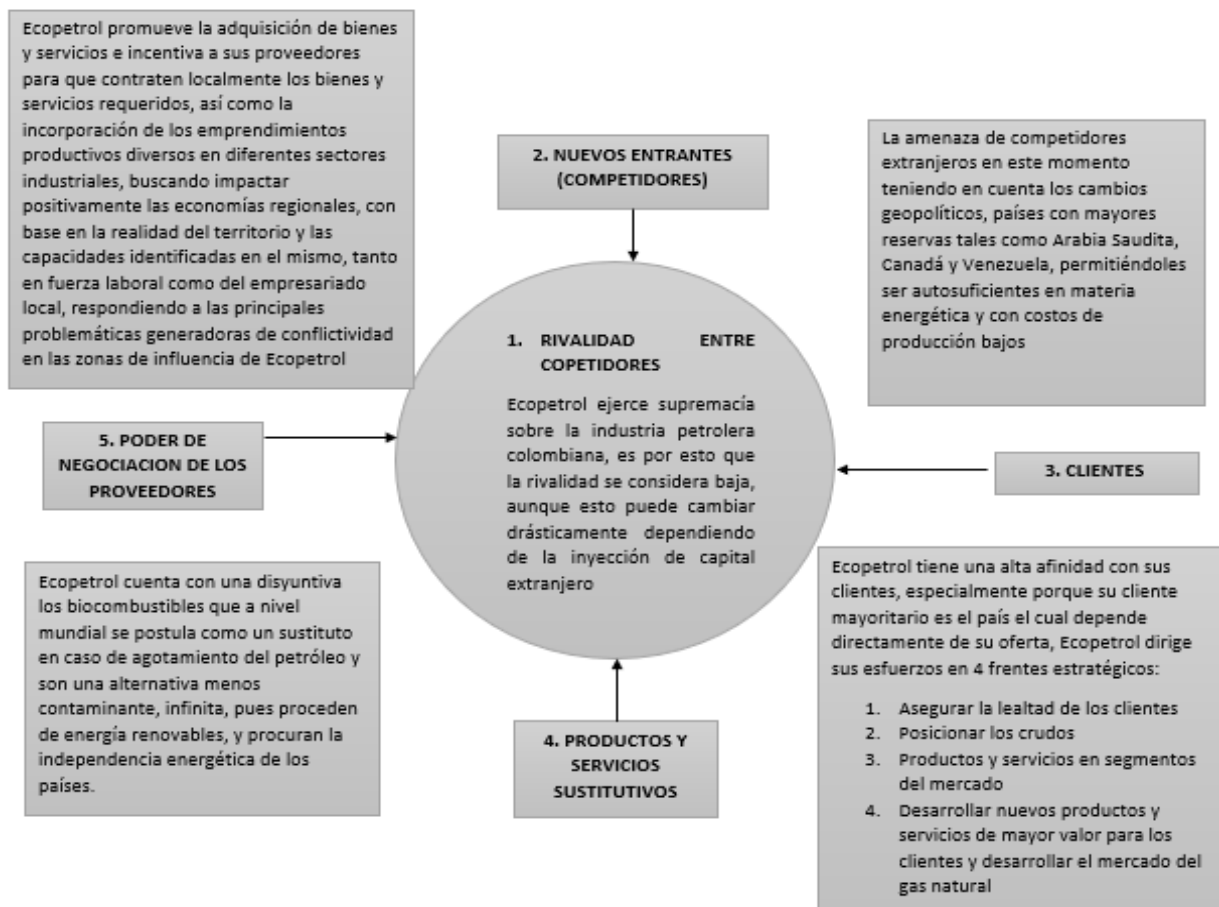 Ecopetrol promueve la adquisición de bienes
y servicios e incentiva a sus proveedores
para que contraten localmente los bienes y
servicios requeridos, así como la
incorporación de los emprendimientos
productivos diversos en diferentes sectores
industriales, buscando impactar
positivamente las economías regionales, con
base en la realidad del territorio y las
capacidades identificadas en el mismo, tanto
en fuerza laboral como del empresariado
local, respondiendo a las principales
problemáticas generadoras de conflictividad
en las zonas de influencia de Ecopetrol
2. NUEVOS ENTRANTES
(COMPETIDORES)
La amenaza de competidores
extranjeros en este momento
teniendo en cuenta los cambios
geopolíticos, países con mayores
reservas tales como Arabia Saudita,
Canadá y Venezuela, permitiéndoles
ser autosuficientes en materia
energética y con costos de
producción bajos
1. RIVALIDAD ENTRE
COPETIDORES
Ecopetrol ejerce supremacía
sobre la industria petrolera
colombiana, es por esto que
la rivalidad se considera baja,
aunque esto puede cambiar
drásticamente dependiendo
de la inyección de capital
extranjero
5. PODER DE
NEGOCIACION DE LOS
PROVEEDORES
3. CLIENTES
Ecopetrol cuenta con una disyuntiva
los biocombustibles que a nivel
mundial se postula como un sustituto
en caso de agotamiento del petróleo y
son una alternativa menos
contaminante, infinita, pues proceden
de energía renovables, y procuran la
independencia energética de los
países.
4. PRODUCTOS Y
SERVICIOS
SUSTITUTIVOS
Ecopetrol tiene una alta afinidad con sus
clientes, especialmente porque su cliente
mayoritario es el país el cual depende
directamente de su oferta, Ecopetrol dirige
sus esfuerzos en 4 frentes estratégicos:
1. Asegurar la lealtad de los clientes
2. Posicionar los crudos
3. Productos y servicios en segmentos
del mercado
4. Desarrollar nuevos productos y
servicios de mayor valor para los
clientes y desarrollar el mercado del
gas natural